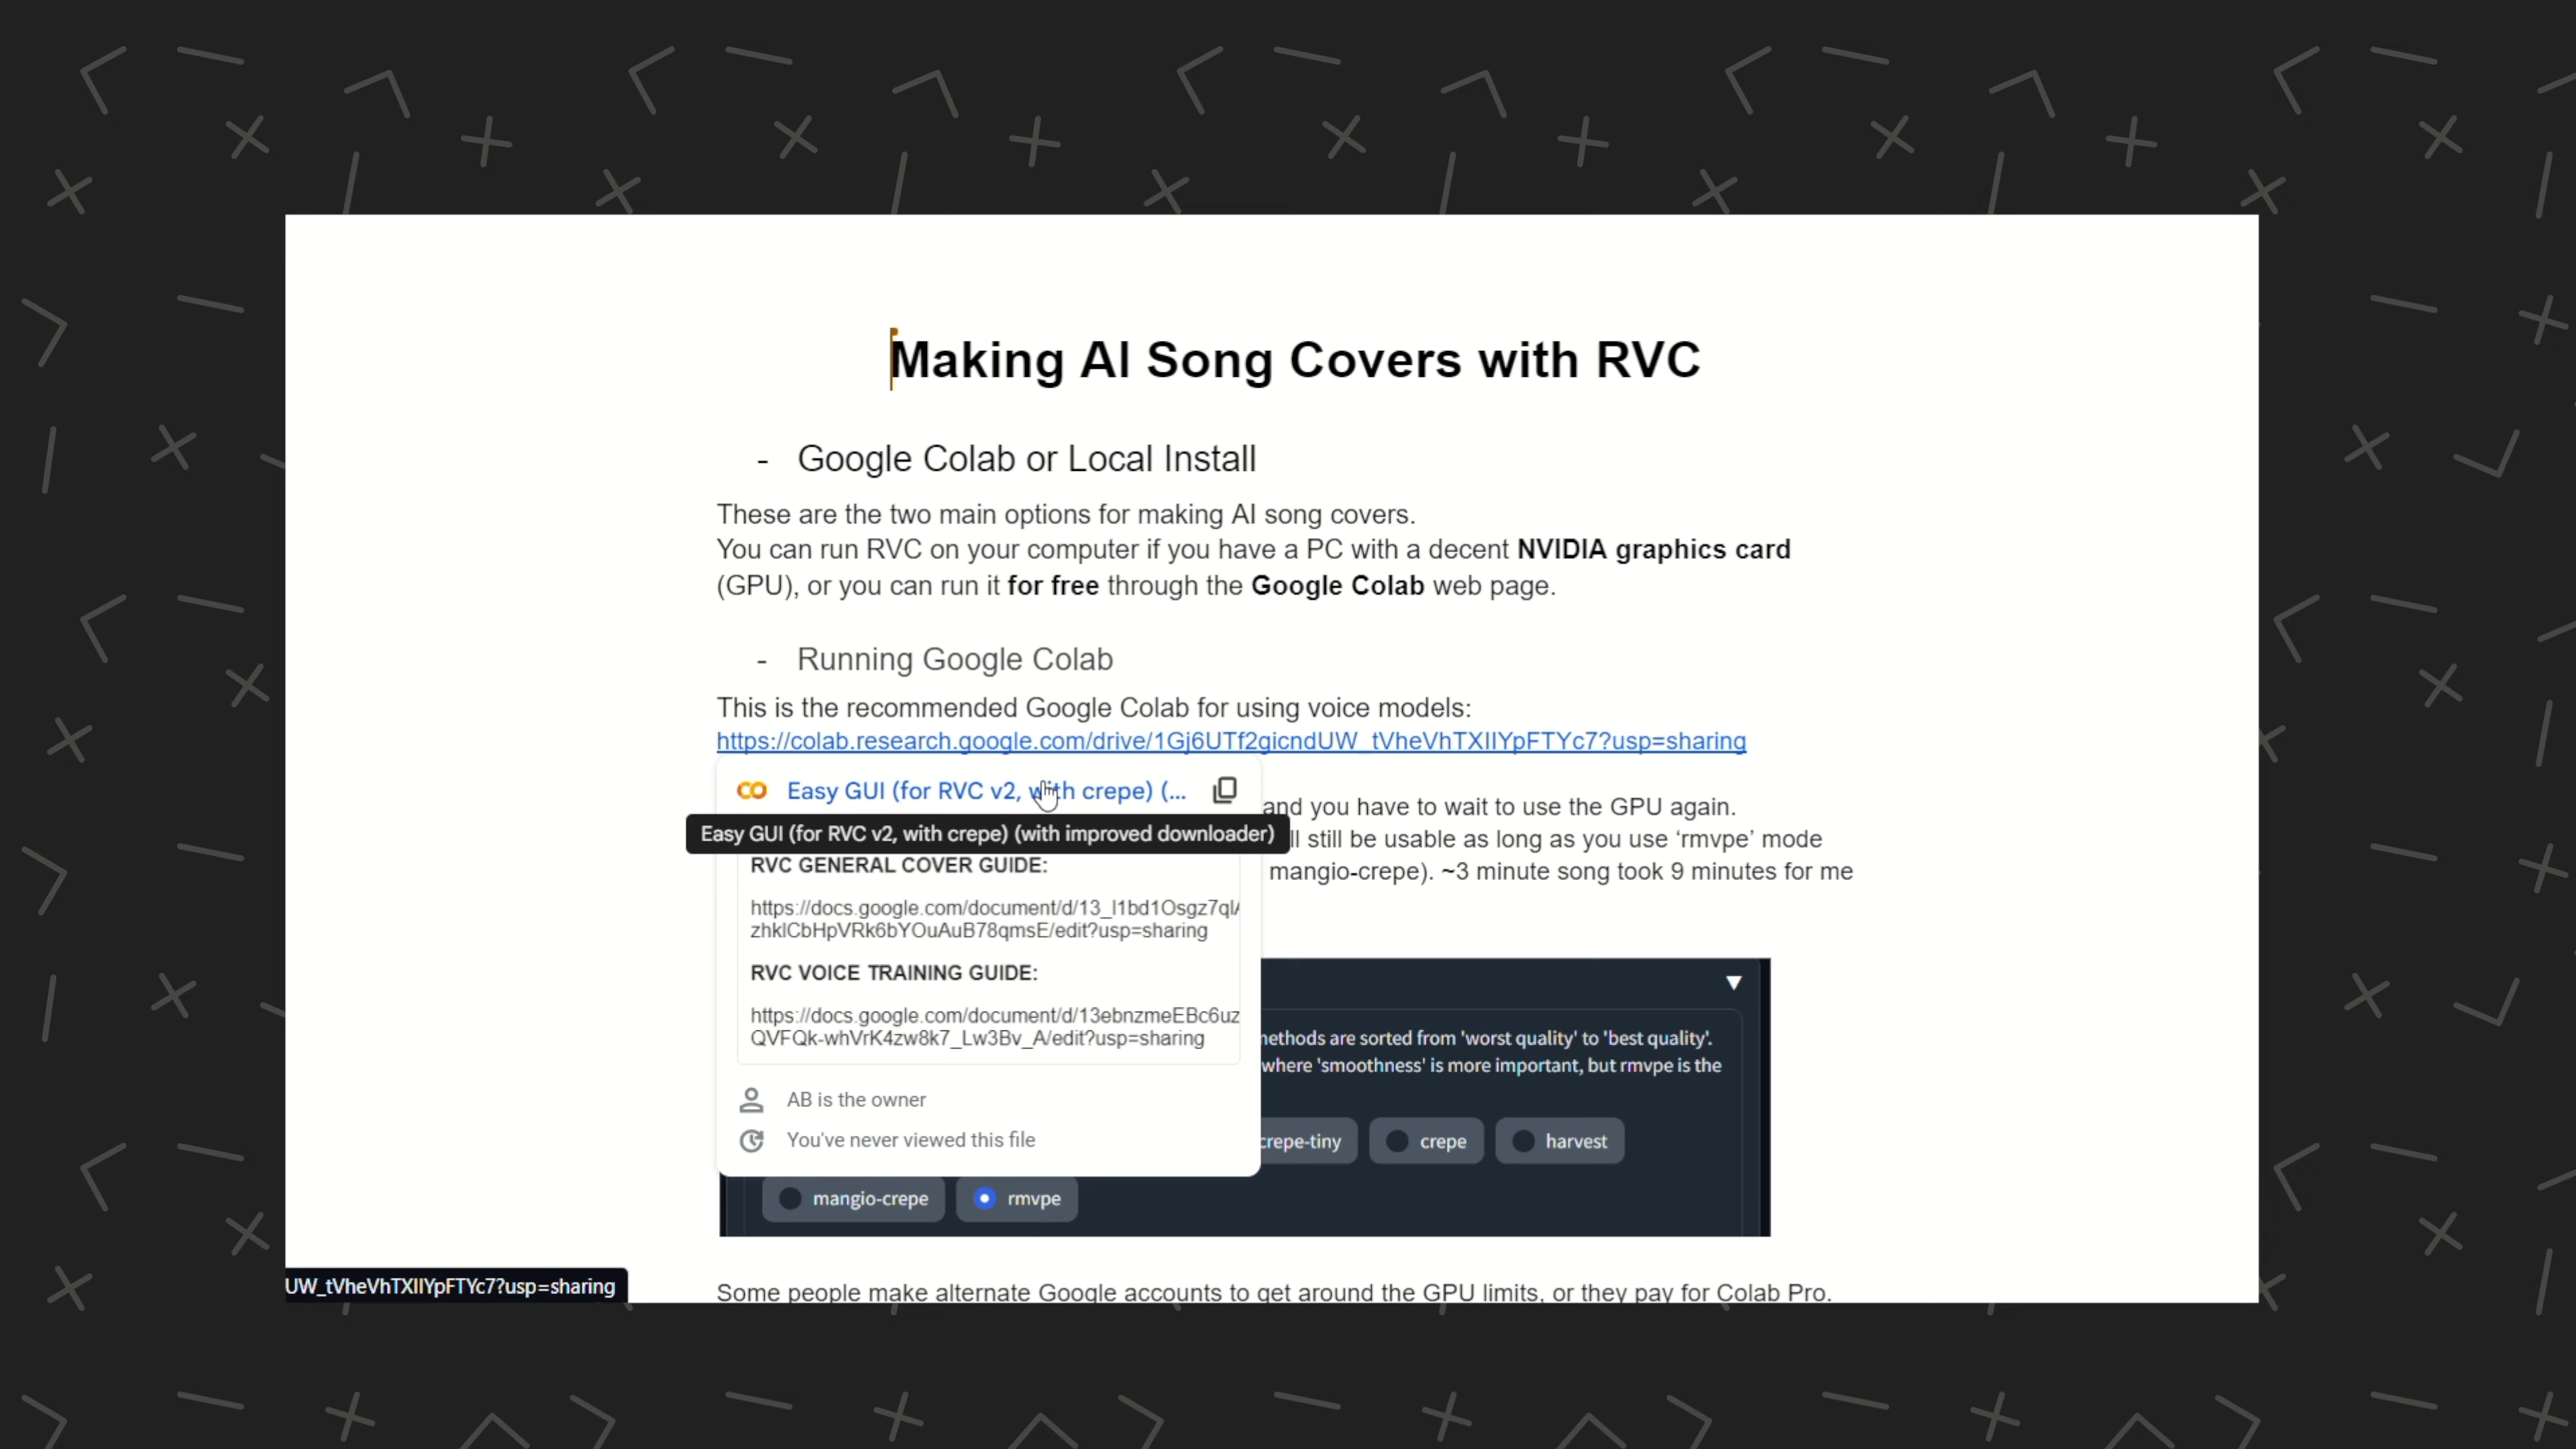 Making AI Song Covers with RVC
- Google Colab or Local Install
These are the two main options for making AI song covers.
You can run RVC on your computer if you have a PC with a decent NVIDIA graphics card
(GPU), or you can run it for free through the Google Colab web page.
- Running Google Colab
This is the recommended Google Colab for using voice models:
https://colab.research.google.com/drive/1Gj6UTf2gicndUW_tVheVhTXIIYpFTYc7?usp=sharing
Easy GUI (for RVC v2, with crepe) (...
and you have to wait to use the GPU again.
Easy GUI (for RVC v2, with crepe) (with improved downloader)
still be usable as long as you use ‘rmvpe’ mode
RVC GENERAL COVER GUIDE:
mangio-crepe). ~3 minute song took 9 minutes for me
https://docs.google.com/document/d/13_l1bd1Osgz7qlA
zhklCbHpVRk6bYOuAuB78qmsE/edit?usp=sharing
RVC VOICE TRAINING GUIDE:
https://docs.google.com/document/d/13ebnzmeEBc6uz
QVFQk-whVrK4zw8k7_Lw3Bv_A/edit?usp=sharing
methods are sorted from 'worst quality' to 'best quality'.
where 'smoothness' is more important, but rmvpe is the
AB is the owner
You've never viewed this file
crepe-tiny crepe harvest
mangio-crepe rmvpe
UW_tVheVhTXIIYpFTYc7?usp=sharing
Some people make alternate Google accounts to get around the GPU limits, or they pay for Colab Pro.